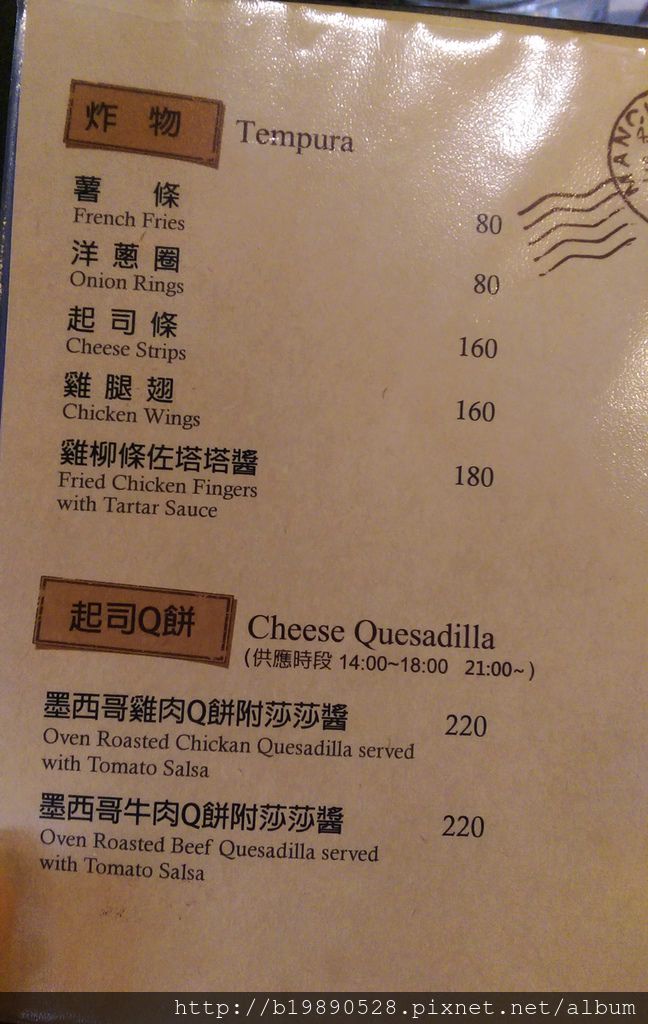 炸 物 Tempura
薯 條
French Fries 80
洋 蔥 圈
Onion Rings 80
起 司 條
Cheese Strips 160
雞 腿 翅
Chicken Wings 160
雞柳條佐塔塔醬
Fried Chicken Fingers 180
with Tartar Sauce
起司Q餅 Cheese Quesadilla
(供應時段 14:00~18:00 21:00~)
墨西哥雞肉Q餅附莎莎醬 220
Oven Roasted Chickan Quesadilla served
with Tomato Salsa
墨西哥牛肉Q餅附莎莎醬 220
Oven Roasted Beef Quesadilla served
with Tomato Salsa
http://b19890528.pixnet.net/album